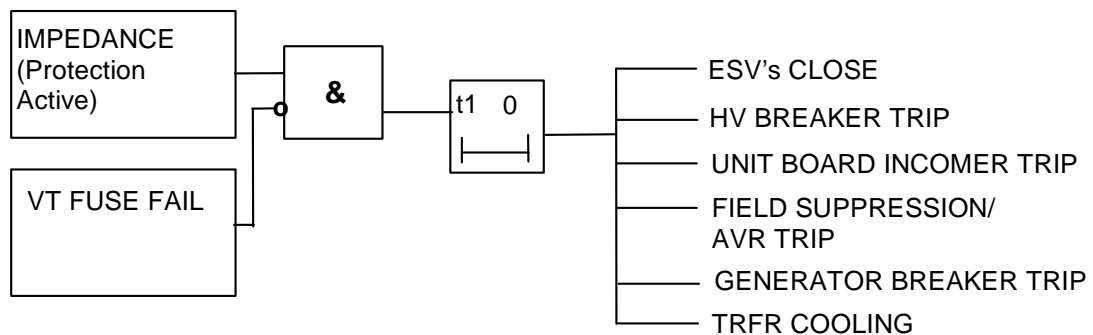 IMPEDANCE
(Protection
Active)
VT FUSE FAIL
o
&
t1 0
ESV's CLOSE
HV BREAKER TRIP
UNIT BOARD INCOMER TRIP
FIELD SUPPRESSION/
AVR TRIP
GENERATOR BREAKER TRIP
TRFR COOLING